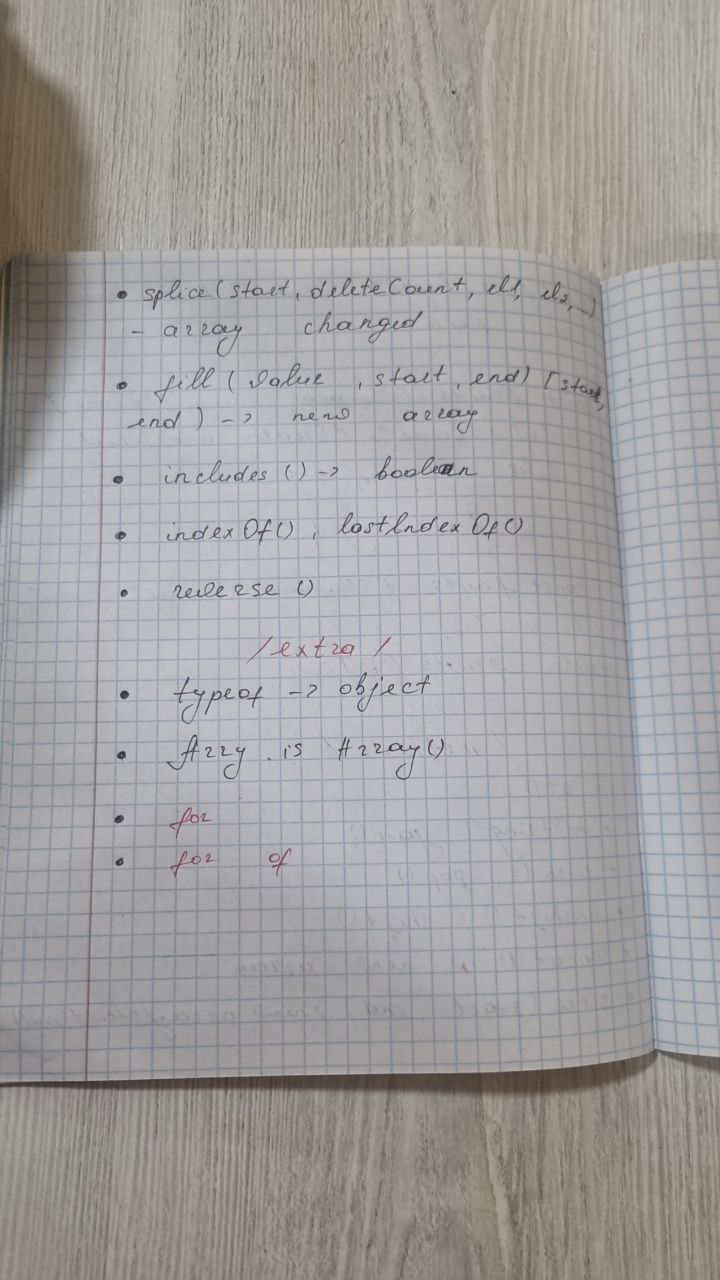 • splice (start, deleteCount, el1, el2,...)
- array changed
• fill (value , start, end) [start,
end) -> new array
• includes () -> boolean
• indexOf() , lastIndexOf()
• reverse ()
/extra/
• typeof -> object
• Arry . is Array()
• for
• for of